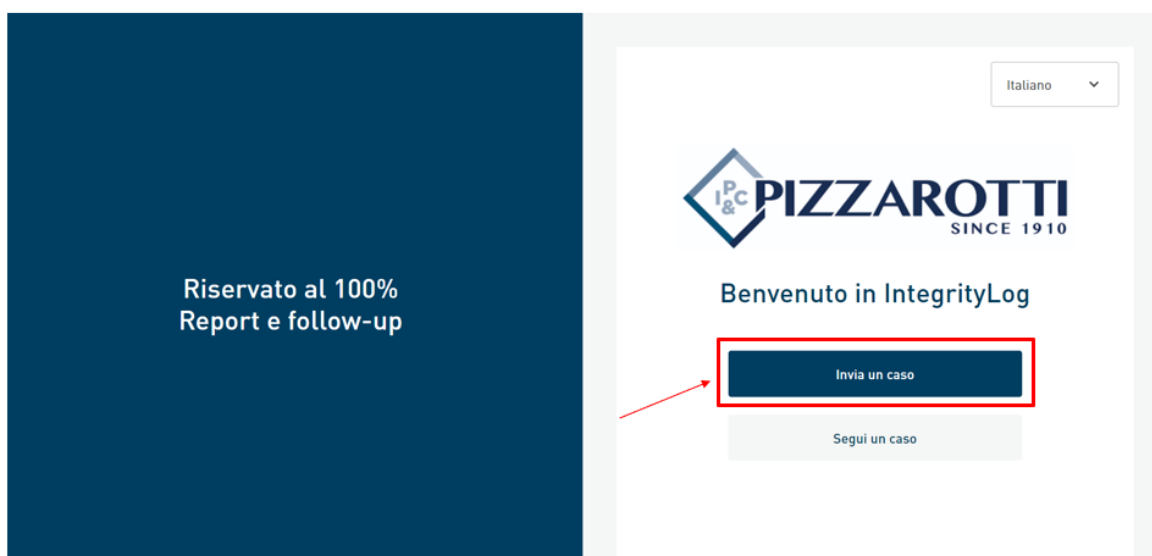 Riservato al 100%
Report e follow-up
Italiano
I P& C
PIZZAROTTI
SINCE 1910
Benvenuto in IntegrityLog
Invia un caso
Segui un caso